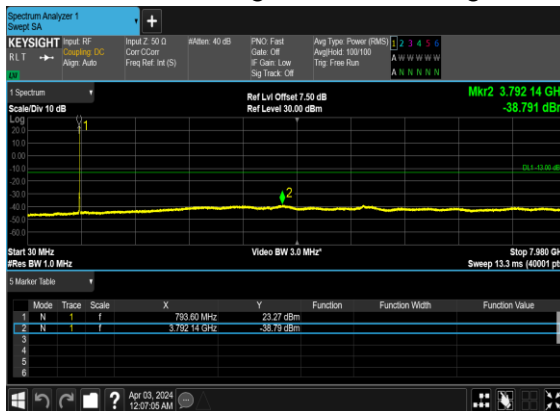 Spectrum Analyzer 1
Swept SA
KEYSIGHT Input: RF Input Z: 50 Ω #Atten: 40 dB PNO: Fast Avg Type: Power (RMS) 1 2 3 4 5 6
RLT Coupling: DC Corr CCorr Gate: Off Avg|Hold: 100/100 A W W W W W
Align: Auto Freq Ref: Int (S) IF Gain: Low Trig: Free Run
Sig Track: Off A N N N N N
LXI
1 Spectrum Ref Lvl Offset 7.50 dB Mkr2 3.792 14 GH
Scale/Div 10 dB Ref Level 30.00 dBm -38.791 dB
Log
20.0
10.0
0.00
-10.0 DL1 -13.00 dB
-20.0
-30.0
-40.0
-50.0
-60.0
1
2
Start 30 MHz Video BW 3.0 MHz* Stop 7.980 GH
#Res BW 1.0 MHz Sweep 13.3 ms (40001 pt
5 Marker Table
Mode Trace Scale X Y Function Function Width Function Value
1 N 1 f 793.60 MHz 23.27 dBm
2 N 1 f 3.792 14 MHz -38.79 dBm
3
4
5
6
? Apr 03, 2024
12:07:05 AM